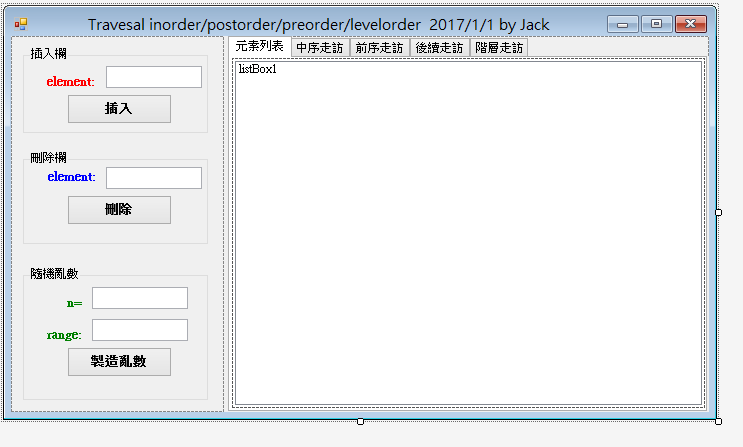 Travesal inorder/postorder/preorder/levelorder 2017/1/1 by Jack
插入欄
element:
插入
刪除欄
element:
刪除
隨機亂數
n=
range:
製造亂數
元素列表 中序走訪 前序走訪 後續走訪 階層走訪
listBox1